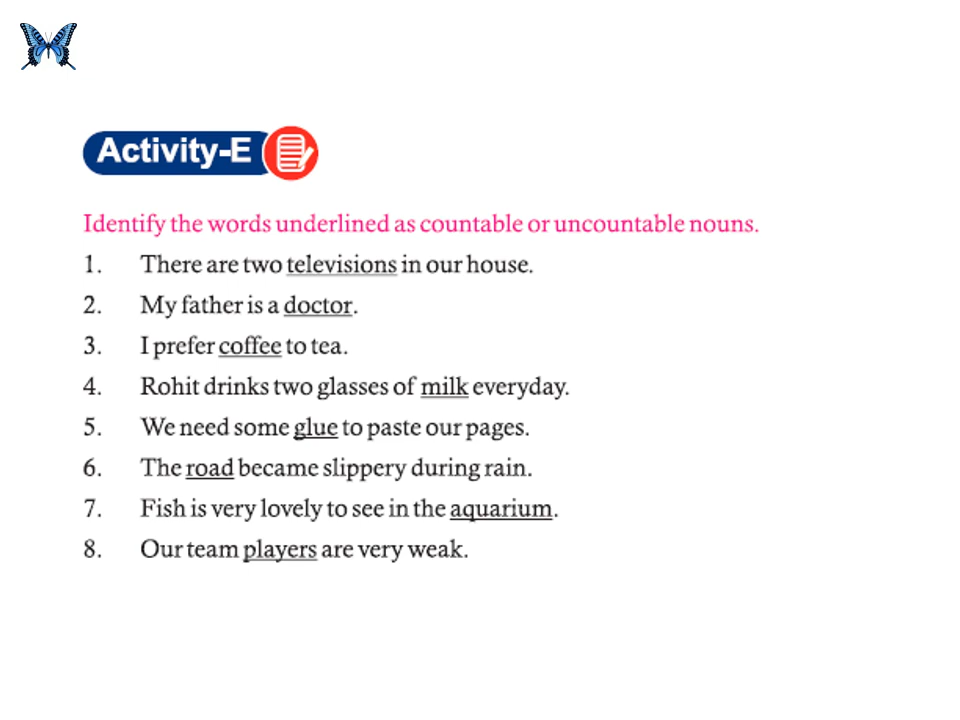 Activity-E
Identify the words underlined as countable or uncountable nouns.
1. There are two televisions in our house.
2. My father is a doctor.
3. I prefer coffee to tea.
4. Rohit drinks two glasses of milk everyday.
5. We need some glue to paste our pages.
6. The road became slippery during rain.
7. Fish is very lovely to see in the aquarium.
8. Our team players are very weak.